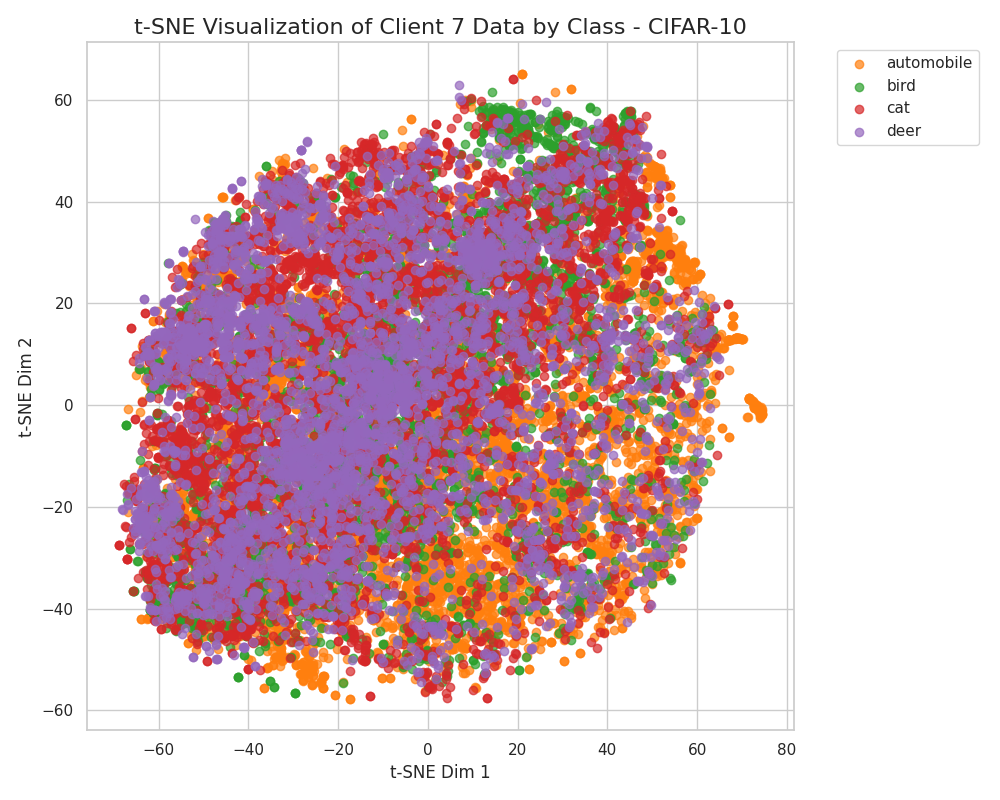 t-SNE Visualization of Client 7 Data by Class - CIFAR-10
automobile
bird
cat
deer
60
40
20
0
−20
−40
−60
t-SNE Dim 2
−60 −40 −20 0 20 40 60 80
t-SNE Dim 1